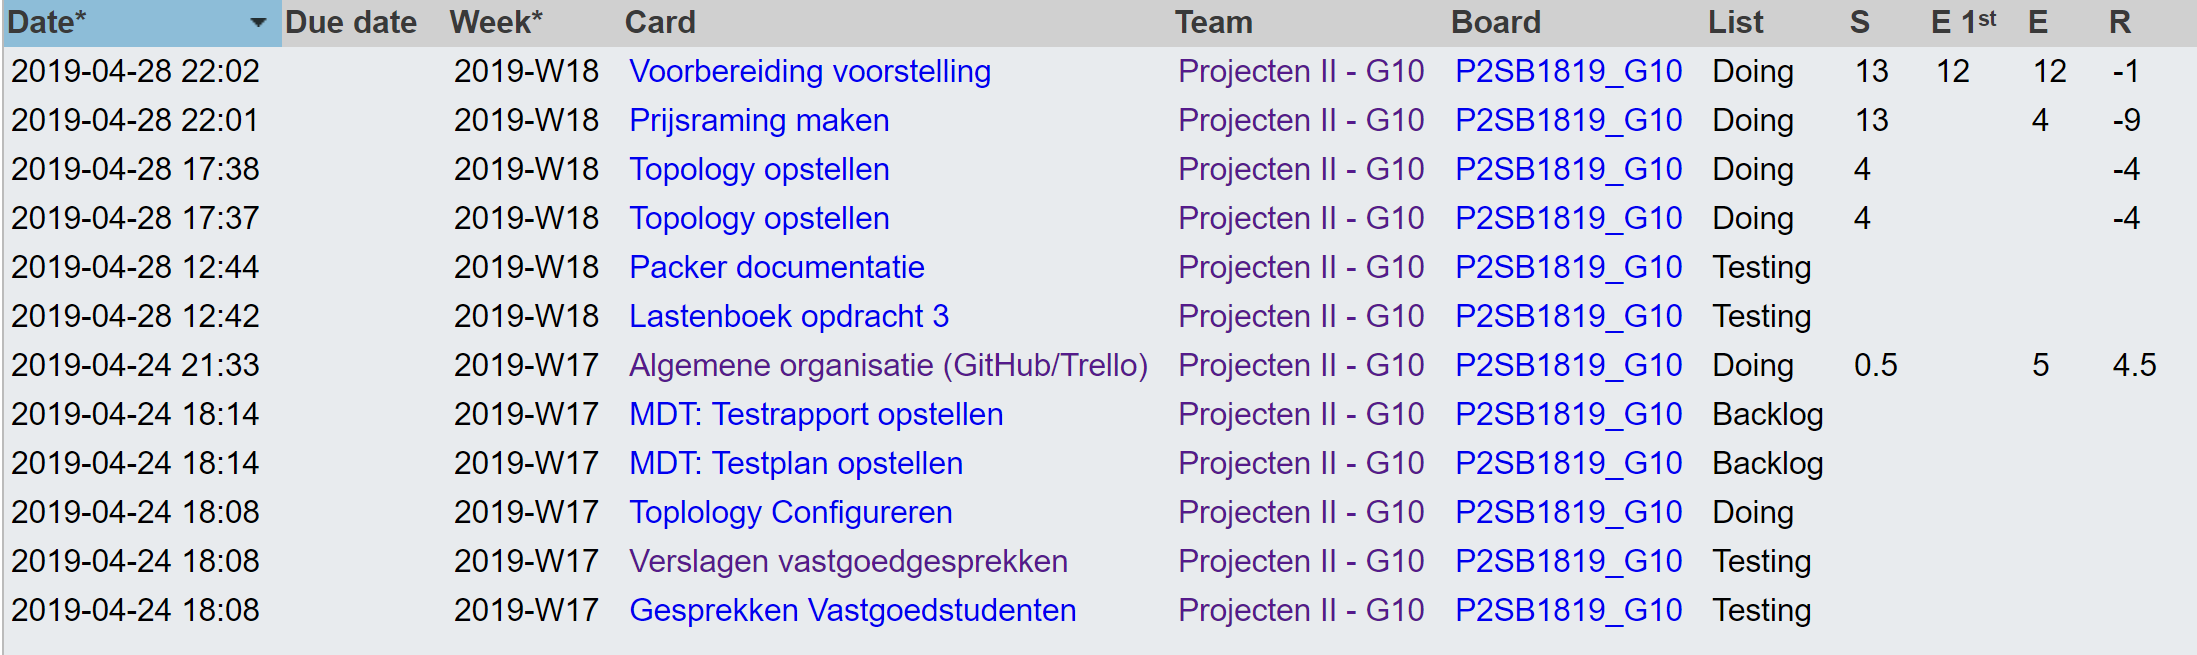 Date* Due date Week* Card Team Board List S E 1st E R
2019-04-28 22:02 2019-W18 Voorbereiding voorstelling Projecten II - G10 P2SB1819_G10 Doing 13 12 12 -1
2019-04-28 22:01 2019-W18 Prijsraming maken Projecten II - G10 P2SB1819_G10 Doing 13 4 -9
2019-04-28 17:38 2019-W18 Topology opstellen Projecten II - G10 P2SB1819_G10 Doing 4 -4
2019-04-28 17:37 2019-W18 Topology opstellen Projecten II - G10 P2SB1819_G10 Doing 4 -4
2019-04-28 12:44 2019-W18 Packer documentatie Projecten II - G10 P2SB1819_G10 Testing
2019-04-28 12:42 2019-W18 Lastenboek opdracht 3 Projecten II - G10 P2SB1819_G10 Testing
2019-04-24 21:33 2019-W17 Algemene organisatie (GitHub/Trello) Projecten II - G10 P2SB1819_G10 Doing 0.5 5 4.5
2019-04-24 18:14 2019-W17 MDT: Testrapport opstellen Projecten II - G10 P2SB1819_G10 Backlog
2019-04-24 18:14 2019-W17 MDT: Testplan opstellen Projecten II - G10 P2SB1819_G10 Backlog
2019-04-24 18:08 2019-W17 Toplology Configureren Projecten II - G10 P2SB1819_G10 Doing
2019-04-24 18:08 2019-W17 Verslagen vastgoedgesprekken Projecten II - G10 P2SB1819_G10 Testing
2019-04-24 18:08 2019-W17 Gesprekken Vastgoedstudenten Projecten II - G10 P2SB1819_G10 Testing